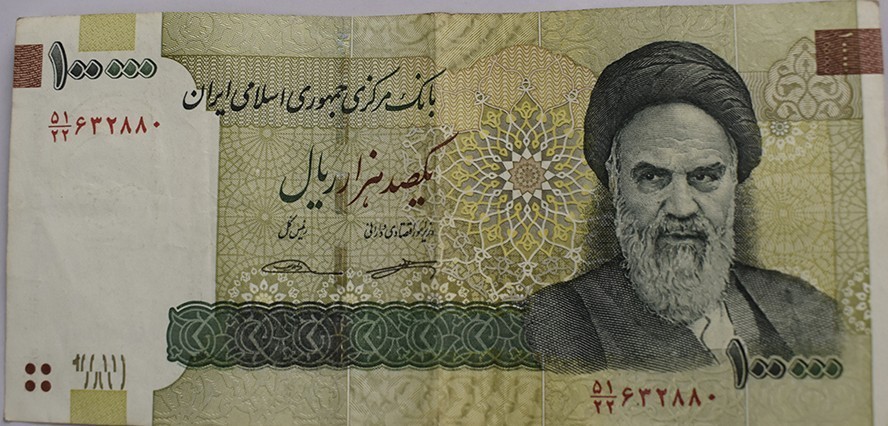 ۱۰۰۰۰۰
بانک مرکزی جمهوری اسلامی ایران
۵۱/۲۲ ۶۳۲۸۸۰
یکصد هزار ریال
وزیر امور اقتصادی و دارائی
رئیس کل
۱۰۰۰۰۰
۵۱/۲۲ ۶۳۲۸۸۰